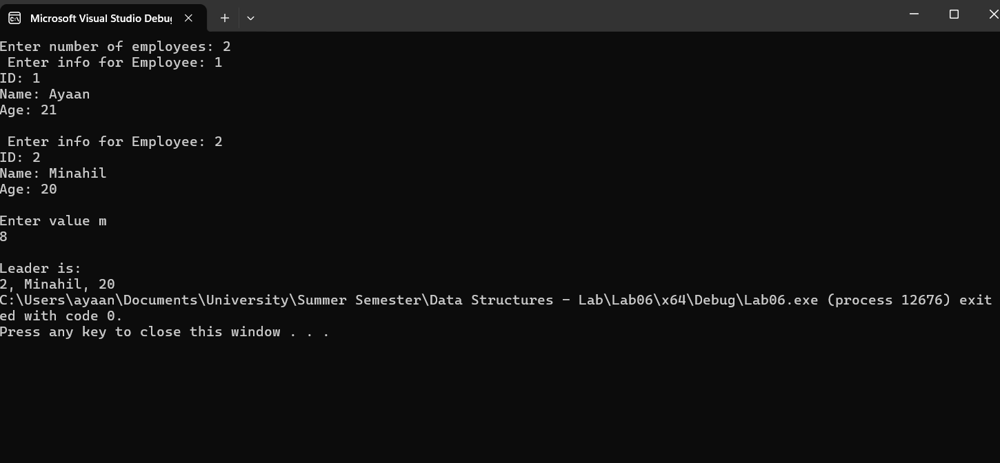 Microsoft Visual Studio Debu
Enter number of employees: 2
 Enter info for Employee: 1
ID: 1
Name: Ayaan
Age: 21

 Enter info for Employee: 2
ID: 2
Name: Minahil
Age: 20

Enter value m
8

Leader is:
2, Minahil, 20
C:\Users\ayaan\Documents\University\Summer Semester\Data Structures - Lab\Lab06\x64\Debug\Lab06.exe (process 12676) exit
ed with code 0.
Press any key to close this window . . .